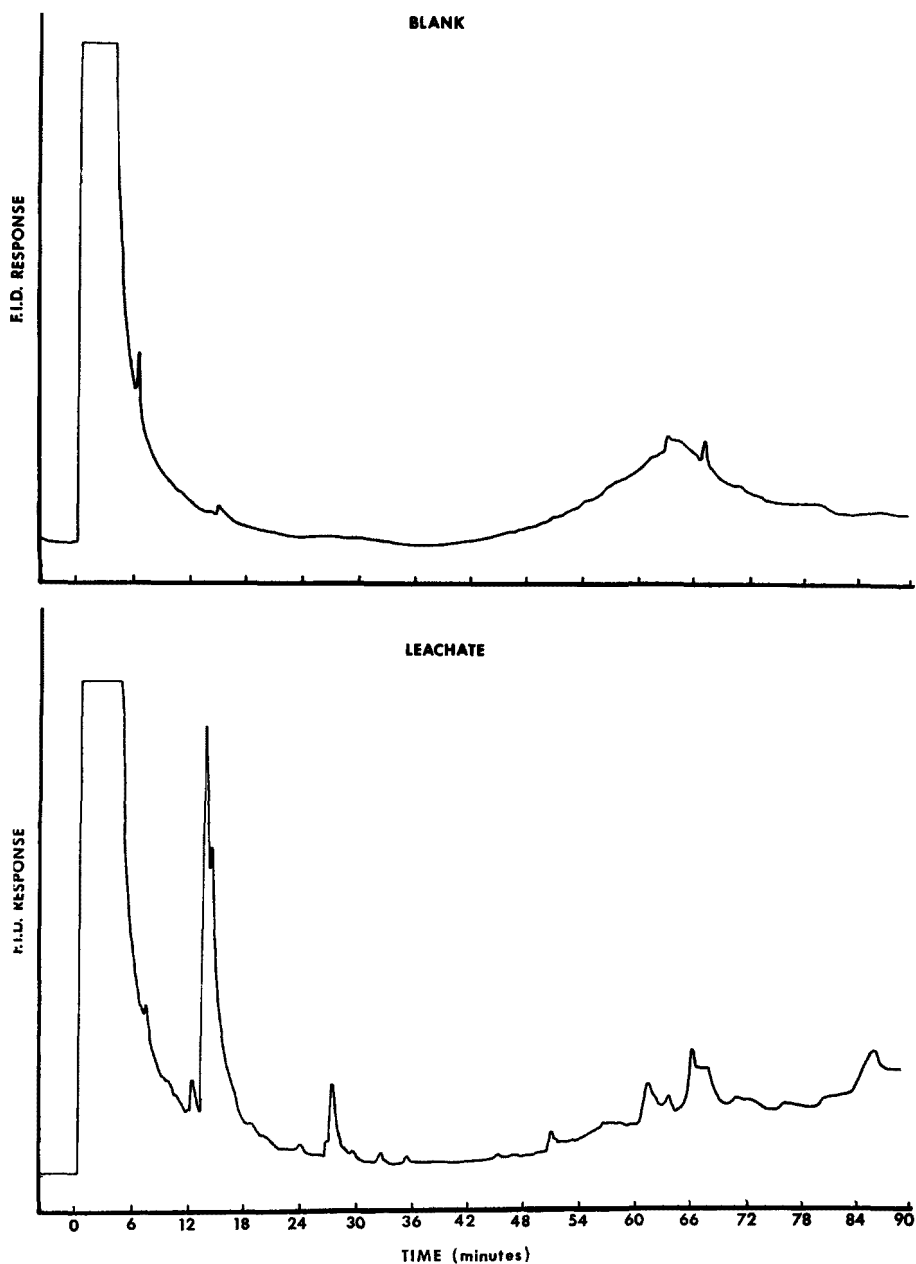 BLANK
F.I.D. RESPONSE
LEACHATE
F.I.D. RESPONSE
0 6 12 18 24 30 36 42 48 54 60 66 72 78 84 90
TIME (minutes)